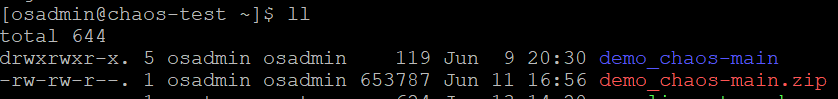 [osadmin@chaos-test ~]$ ll
total 644
drwxrwxr-x. 5 osadmin osadmin    119 Jun  9 20:30 demo_chaos-main
-rw-rw-r--. 1 osadmin osadmin 653787 Jun 11 16:56 demo_chaos-main.zip